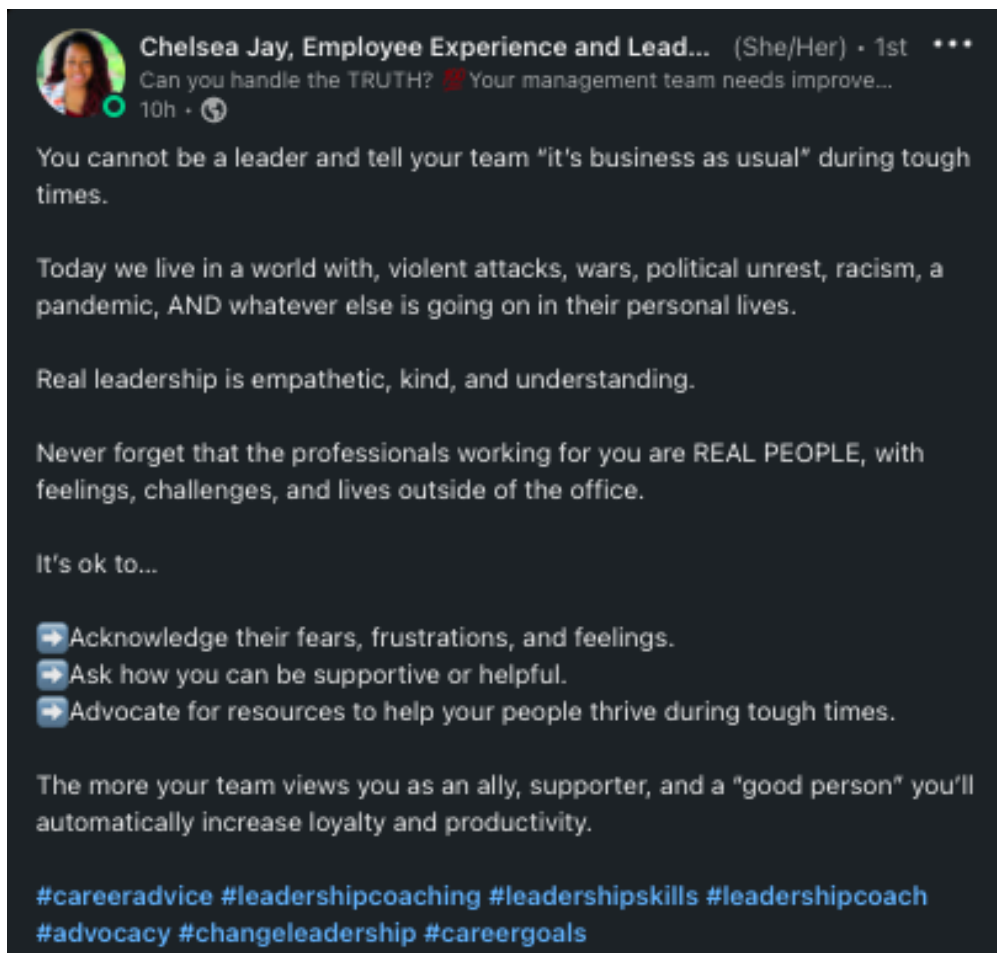 Chelsea Jay, Employee Experience and Lead... (She/Her) • 1st •••
Can you handle the TRUTH? 💯Your management team needs improve...
10h •
You cannot be a leader and tell your team “it’s business as usual” during tough
times.
Today we live in a world with, violent attacks, wars, political unrest, racism, a
pandemic, AND whatever else is going on in their personal lives.
Real leadership is empathetic, kind, and understanding.
Never forget that the professionals working for you are REAL PEOPLE, with
feelings, challenges, and lives outside of the office.
It’s ok to...
➡️Acknowledge their fears, frustrations, and feelings.
➡️Ask how you can be supportive or helpful.
➡️Advocate for resources to help your people thrive during tough times.
The more your team views you as an ally, supporter, and a “good person” you’ll
automatically increase loyalty and productivity.
#careeradvice #leadershipcoaching #leadershipskills #leadershipcoach
#advocacy #changeleadership #careergoals